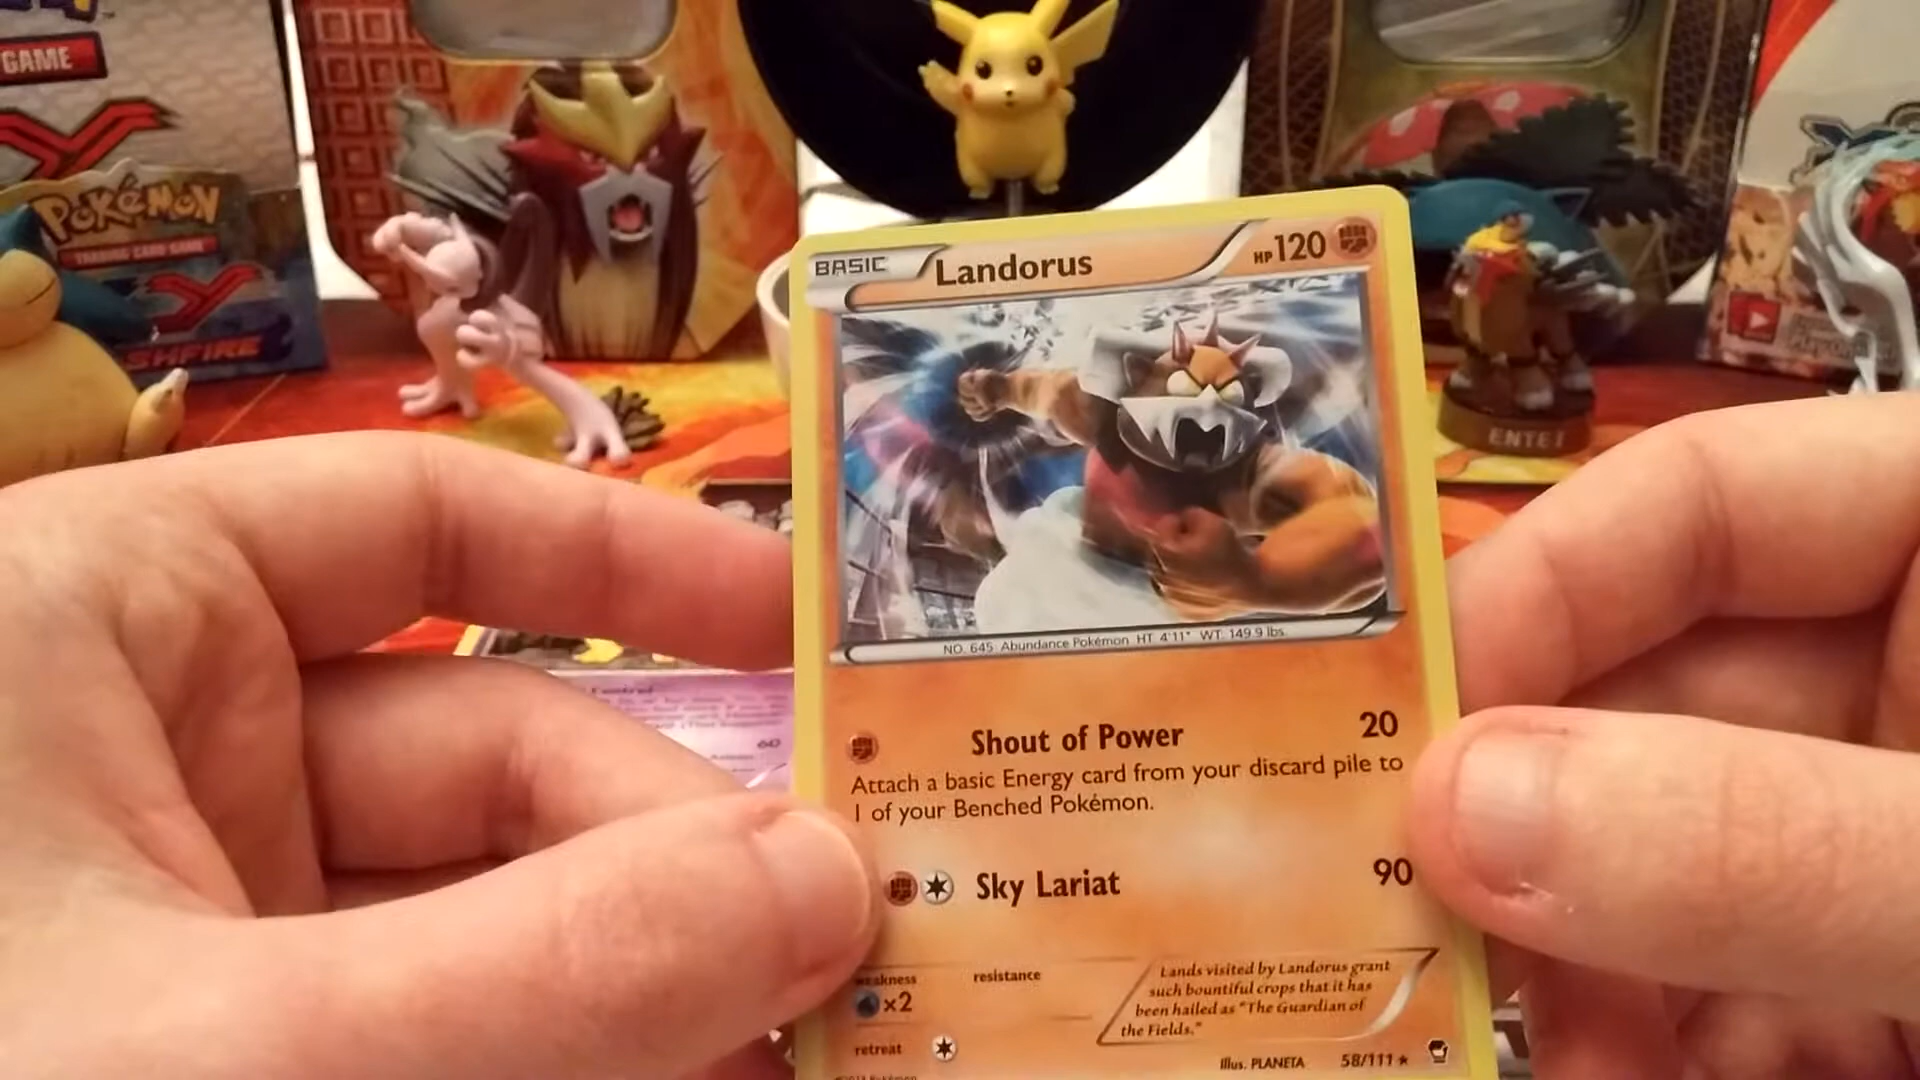 GAME
POKéMON
TRADING CARD GAME
ENTEI
BASIC
Landorus
HP 120
NO. 645 Abundance Pokémon HT 4'11" WT: 149.9 lbs.
Shout of Power 20
Attach a basic Energy card from your discard pile to
1 of your Benched Pokémon.
Sky Lariat 90
weakness
×2
resistance
retreat
Lands visited by Landorus grant
such bountiful crops that it has
been hailed as "The Guardian of
the Fields."
Illus. PLANETA 58/111
60